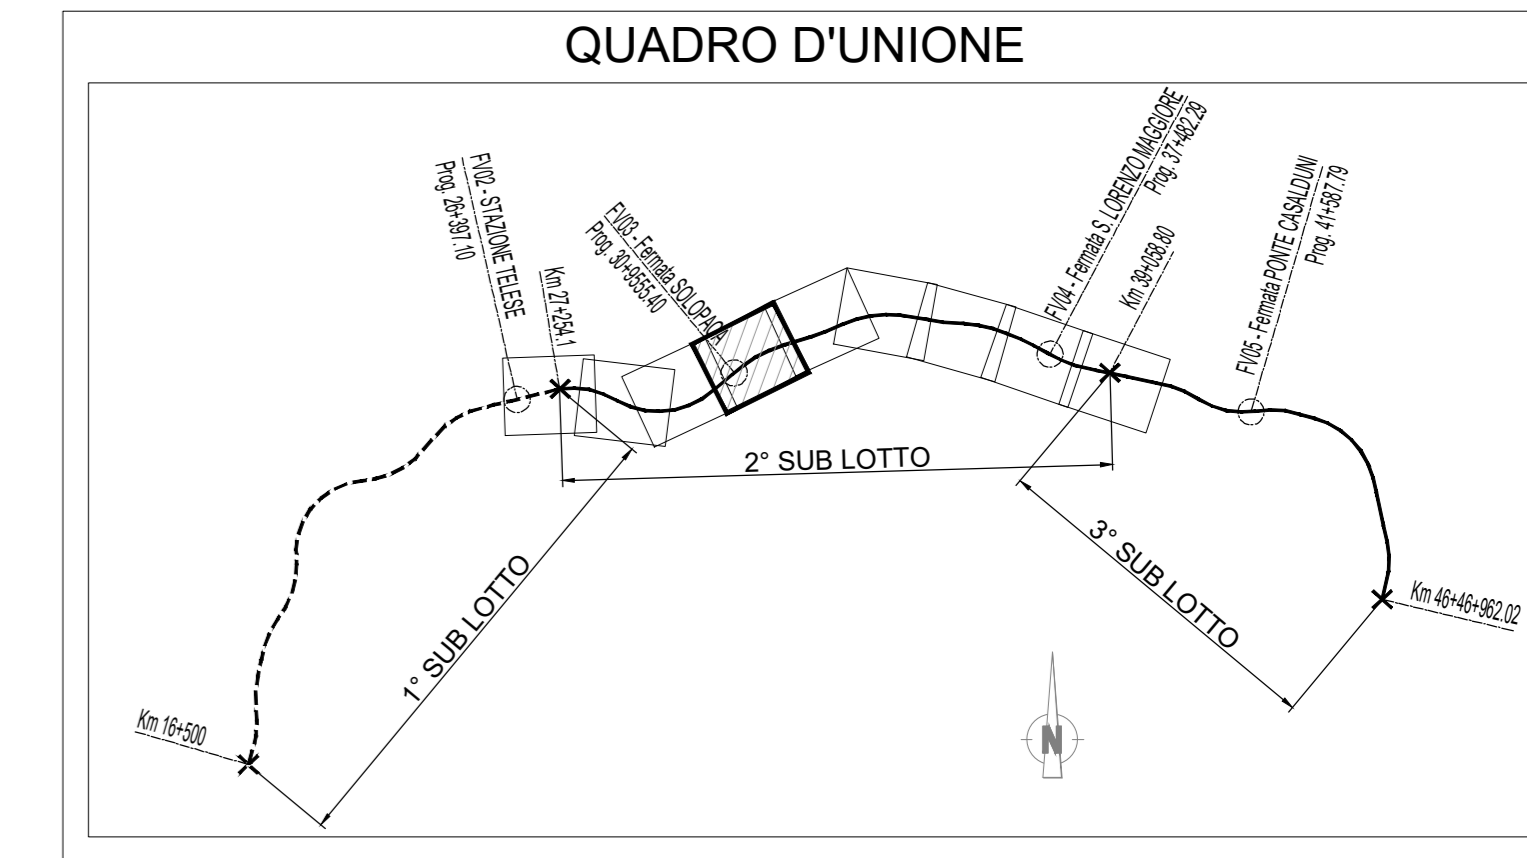 QUADRO D'UNIONE
FV02 - STAZIONE TELESE
Prog. 26+397.10
Km 27+254.1
FV03 - Fermata SOLOPACA
Prog. 30+9555.40
FV04 - Fermata S. LORENZO MAGGIORE
Prog. 37+482.29
Km 39+058.80
FV05 - Fermata PONTE CASALDUNI
Prog. 41+587.79
2° SUB LOTTO
1° SUB LOTTO
3° SUB LOTTO
Km 46+46+962.02
Km 16+500
N